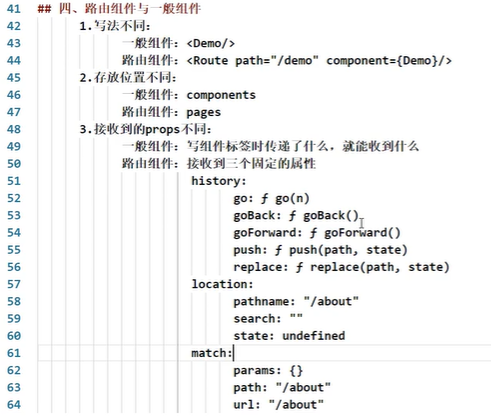 41 ## 四、路由组件与一般组件
42 1.写法不同：
43 一般组件：<Demo/>
44 路由组件：<Route path="/demo" component={Demo}/>
45 2.存放位置不同：
46 一般组件：components
47 路由组件：pages
48 3.接收到的props不同：
49 一般组件：写组件标签时传递了什么，就能收到什么
50 路由组件：接收到三个固定的属性
51 history:
52 go: ƒ go(n)
53 goBack: ƒ goBack()
54 goForward: ƒ goForward()
55 push: ƒ push(path, state)
56 replace: ƒ replace(path, state)
57 location:
58 pathname: "/about"
59 search: ""
60 state: undefined
61 match:
62 params: {}
63 path: "/about"
64 url: "/about"